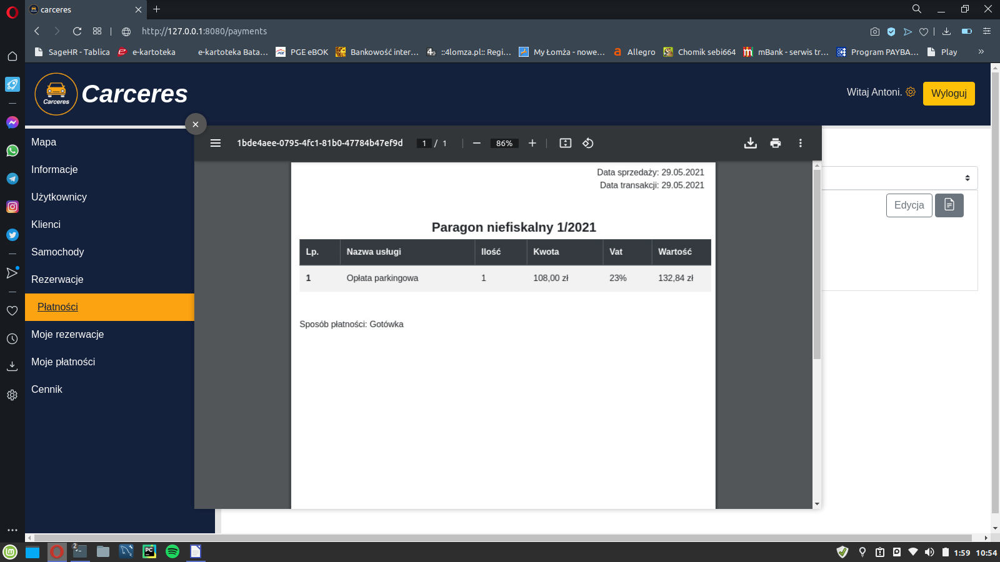 carceres
http://127.0.0.1:8080/payments
SageHR - Tablica
e-kartoteka
e-kartoteka Bata...
PGE eBOK
Bankowość inter...
::4lomza.pl:: Regi...
My Łomża - nowe...
Allegro
Chomik sebi664
mBank - serwis tr...
Program PAYBA...
Play
»
Carceres
Carceres
Witaj Antoni.
Wyloguj
Mapa
Informacje
Użytkownicy
Klienci
Samochody
Rezerwacje
Płatności
Moje rezerwacje
Moje płatności
Cennik
1bde4aee-0795-4fc1-81b0-47784b47ef9d
1 / 1
86%
Data sprzedaży: 29.05.2021
Data transakcji: 29.05.2021
Paragon niefiskalny 1/2021
Lp. Nazwa usługi Ilość Kwota Vat Wartość
1 Opłata parkingowa 1 108,00 zł 23% 132,84 zł
Sposób płatności: Gotówka
Edycja
2
PC
1:59 10:54